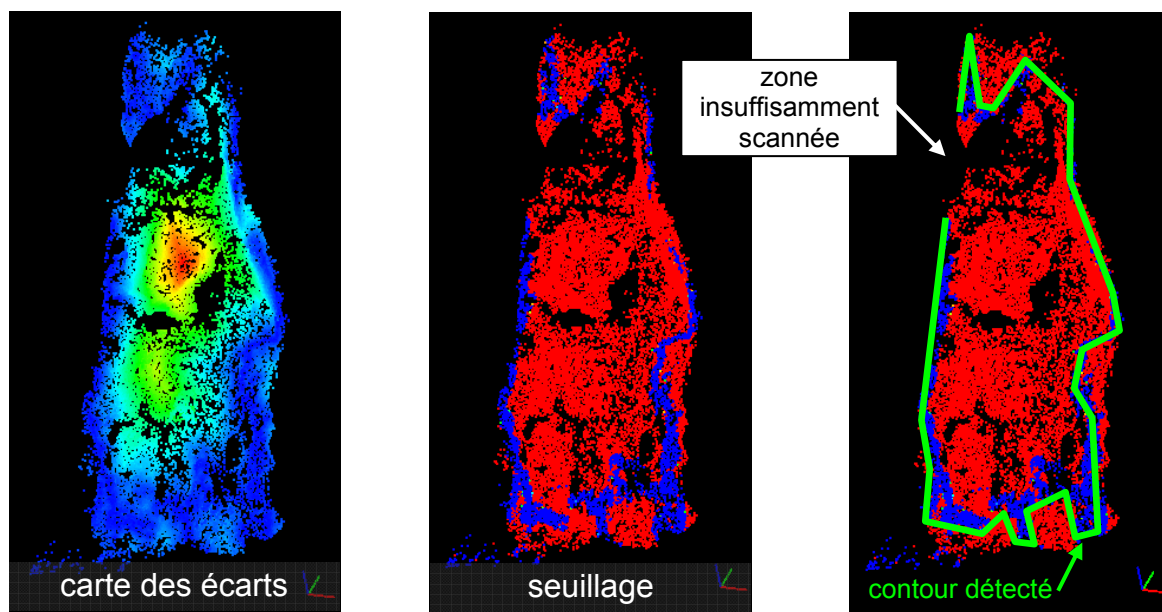 zone
insuffisamment
scannée
carte des écarts
seuillage
contour détecté